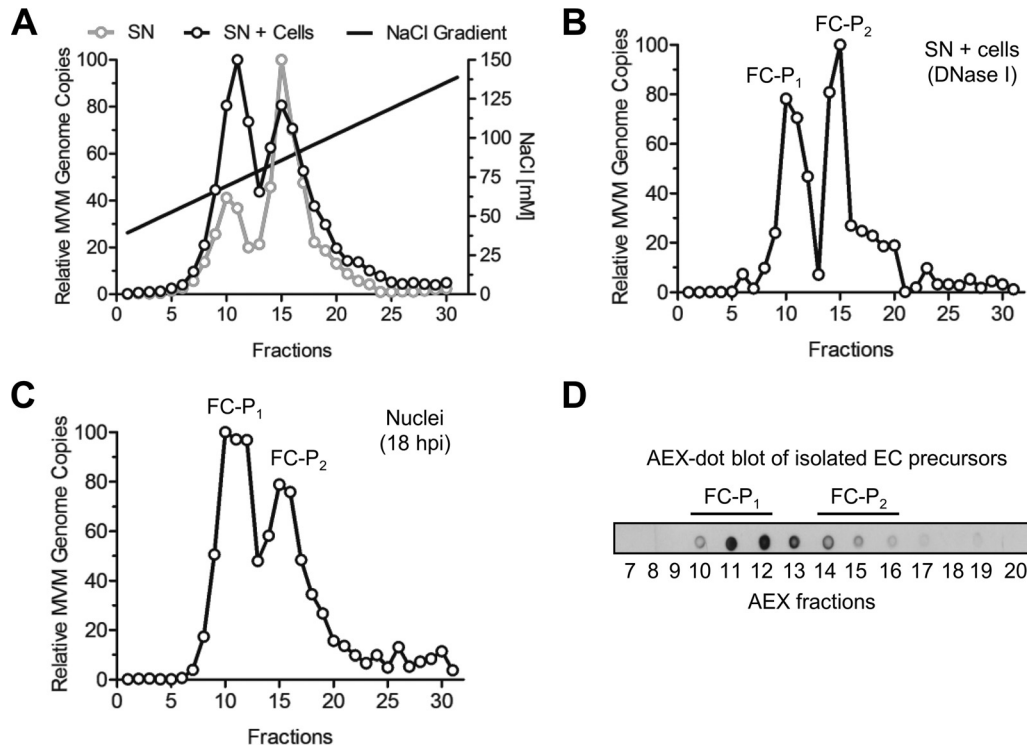 A
SN
SN + Cells
NaCl Gradient
Relative MVM Genome Copies
100
80
60
40
20
0
0 5 10 15 20 25 30
Fractions
150
125
100
75
50
25
0
NaCl [mM]
B
FC-P₁
FC-P₂
SN + cells
(DNase I)
Relative MVM Genome Copies
100
80
60
40
20
0
0 5 10 15 20 25 30
Fractions
C
FC-P₁
FC-P₂
Nuclei
(18 hpi)
Relative MVM Genome Copies
100
80
60
40
20
0
0 5 10 15 20 25 30
Fractions
D
AEX-dot blot of isolated EC precursors
FC-P₁ FC-P₂
7 8 9 10 11 12 13 14 15 16 17 18 19 20
AEX fractions